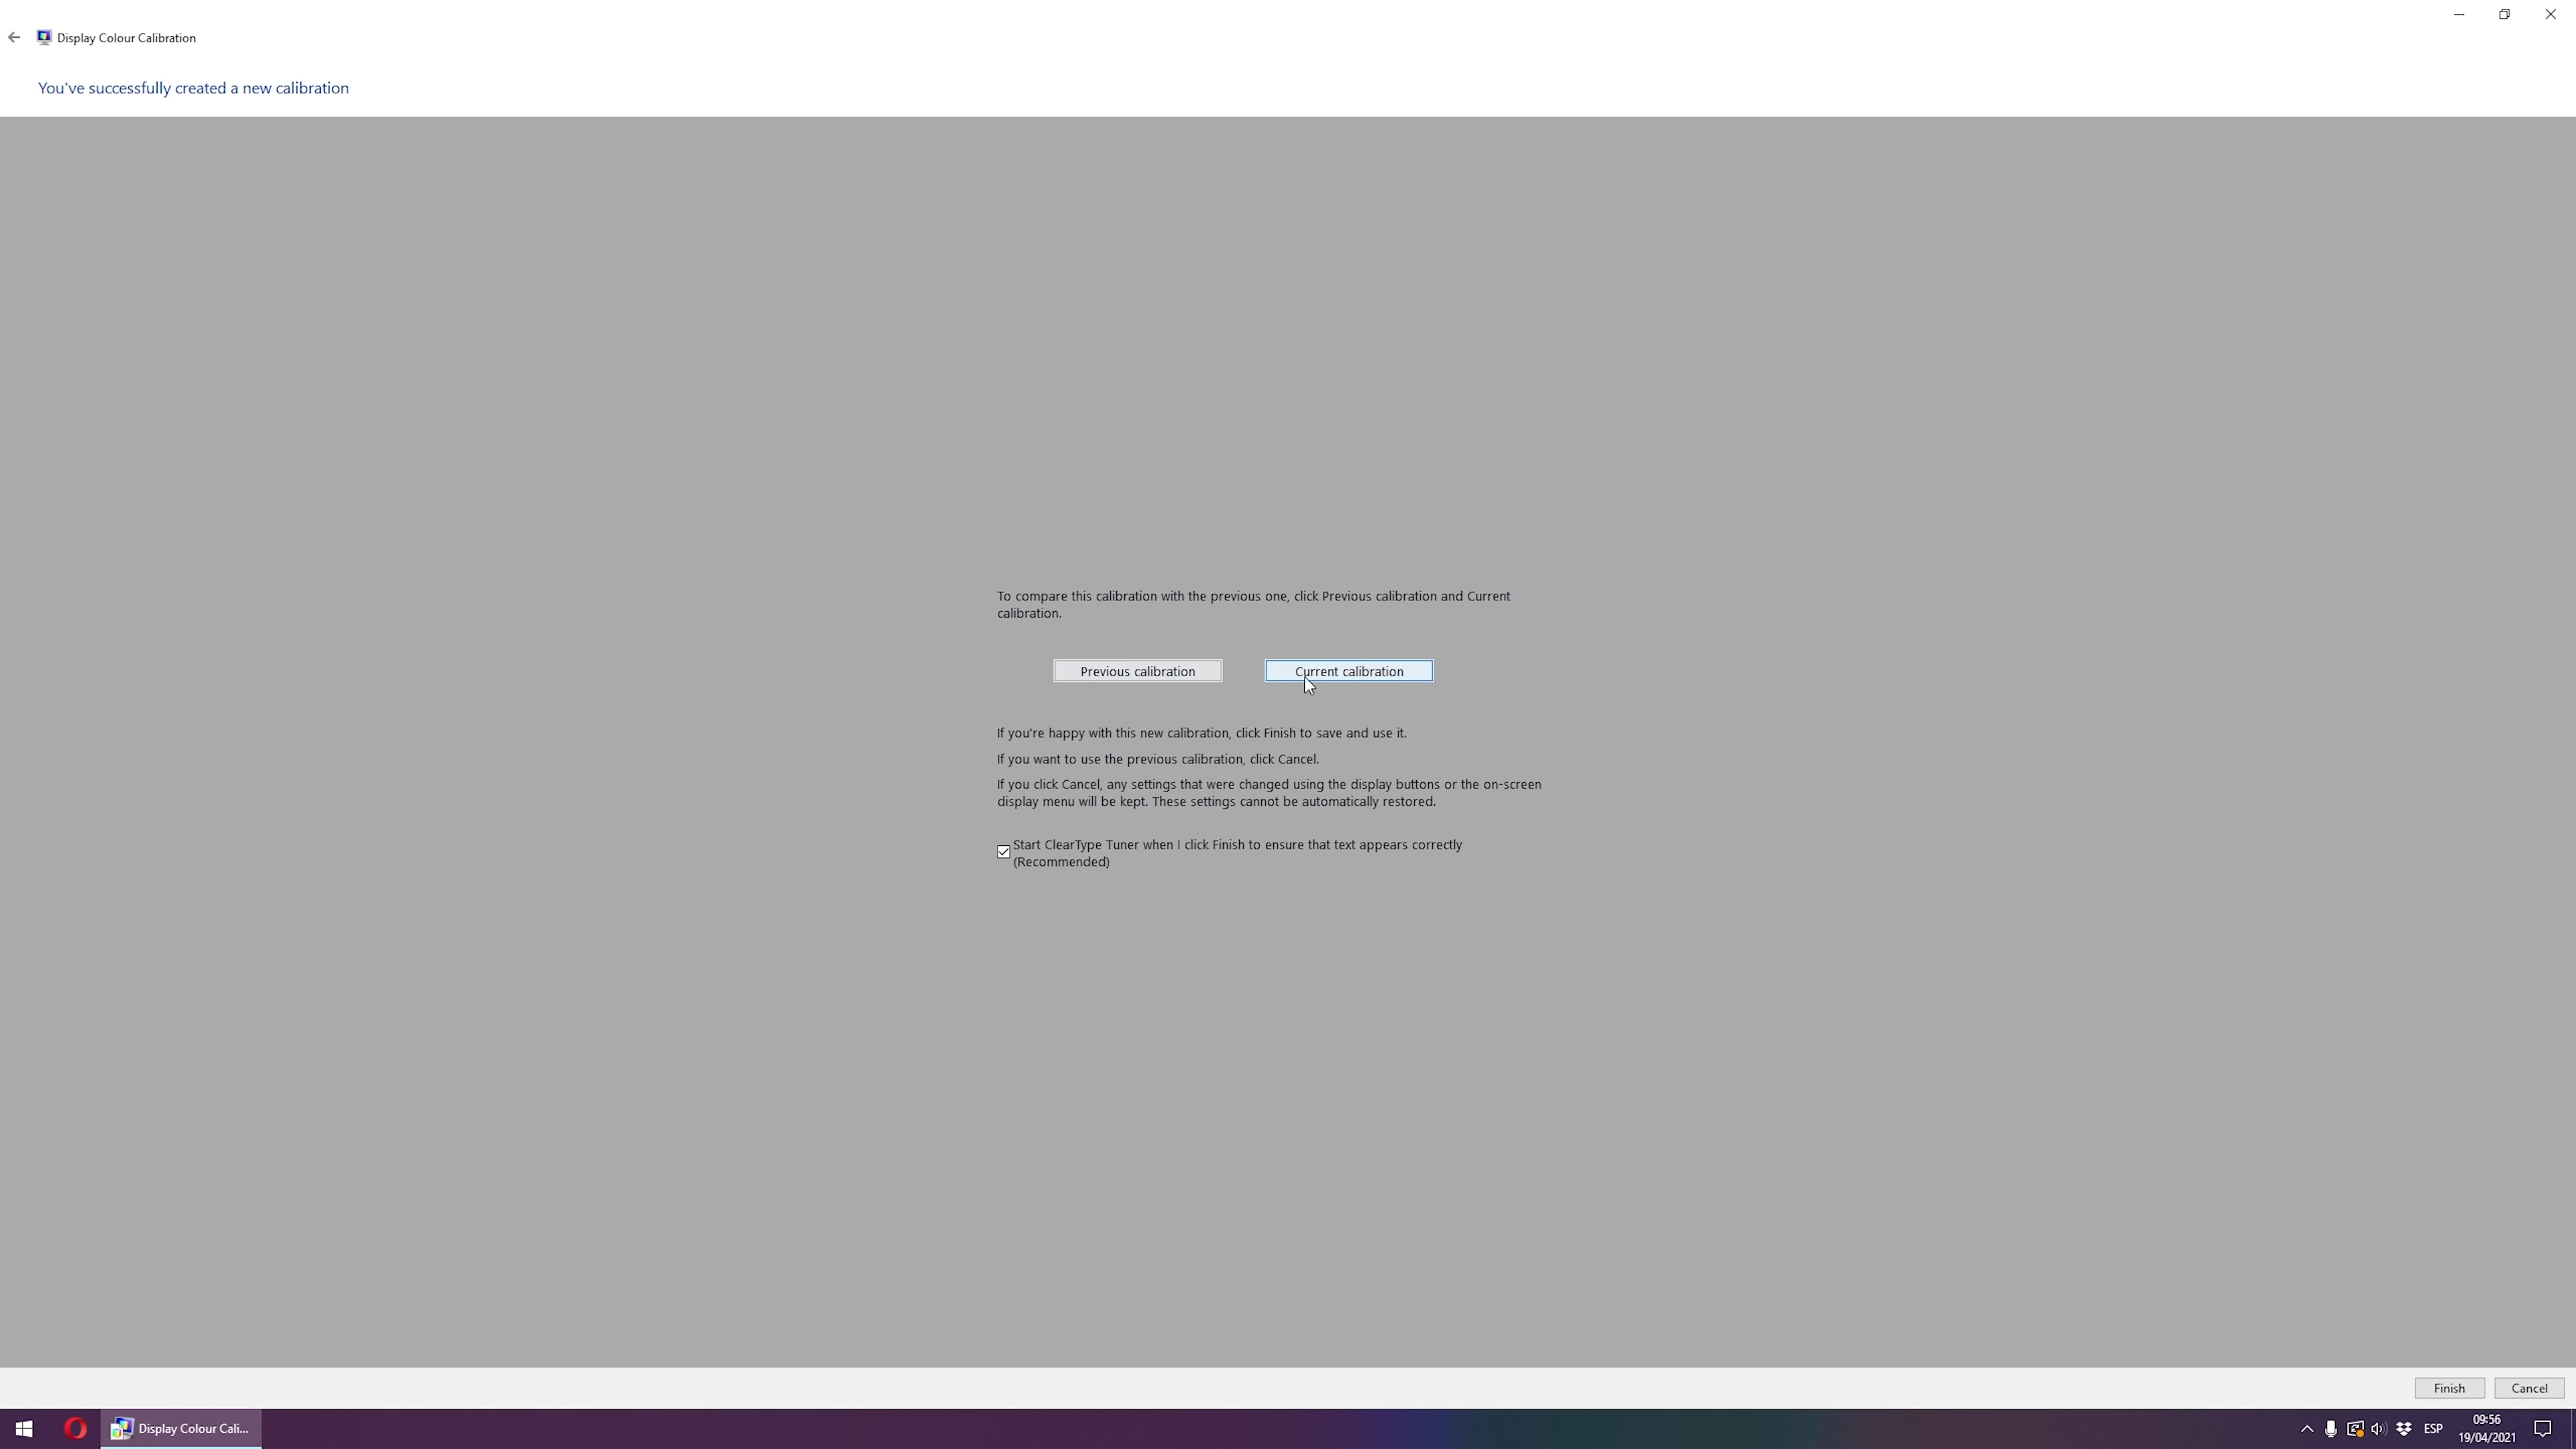 Display Colour Calibration
You've successfully created a new calibration
To compare this calibration with the previous one, click Previous calibration and Current
calibration.
Previous calibration
Current calibration
If you're happy with this new calibration, click Finish to save and use it.
If you want to use the previous calibration, click Cancel.
If you click Cancel, any settings that were changed using the display buttons or the on-screen
display menu will be kept. These settings cannot be automatically restored.
Start ClearType Tuner when I click Finish to ensure that text appears correctly
(Recommended)
Finish
Cancel
Display Colour Cali...
ESP
09:56
19/04/2021